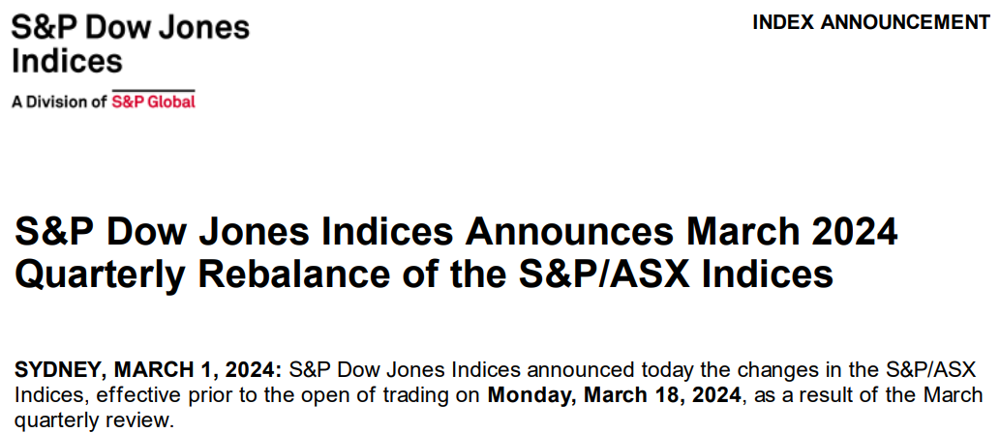 S&P Dow Jones
Indices
A Division of S&P Global
INDEX ANNOUNCEMENT
S&P Dow Jones Indices Announces March 2024
Quarterly Rebalance of the S&P/ASX Indices
SYDNEY, MARCH 1, 2024: S&P Dow Jones Indices announced today the changes in the S&P/ASX
Indices, effective prior to the open of trading on Monday, March 18, 2024, as a result of the March
quarterly review.